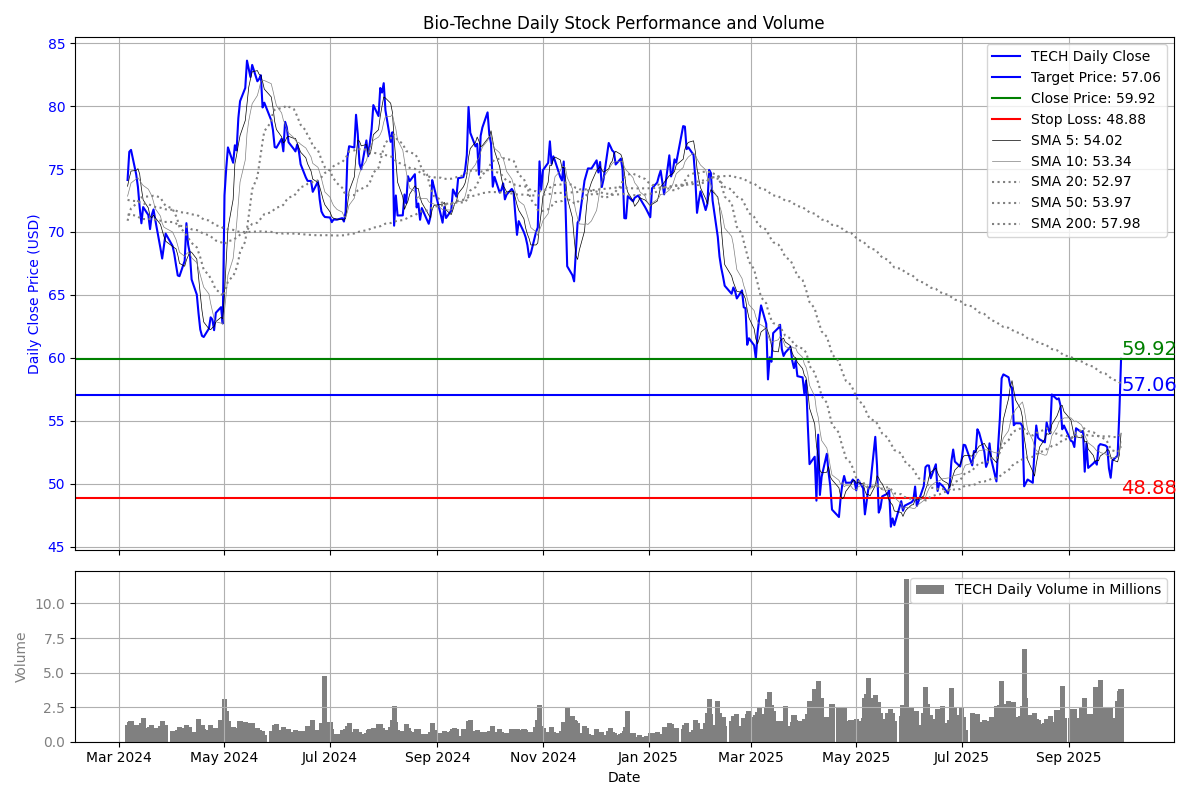 Bio-Techne Daily Stock Performance and Volume
Daily Close Price (USD)
85
80
75
70
65
60
55
50
45
TECH Daily Close
Target Price: 57.06
Close Price: 59.92
Stop Loss: 48.88
SMA 5: 54.02
SMA 10: 53.34
SMA 20: 52.97
SMA 50: 53.97
SMA 200: 57.98
59.92
57.06
48.88
Volume
10.0
7.5
5.0
2.5
0.0
TECH Daily Volume in Millions
Mar 2024 May 2024 Jul 2024 Sep 2024 Nov 2024 Jan 2025 Mar 2025 May 2025 Jul 2025 Sep 2025
Date